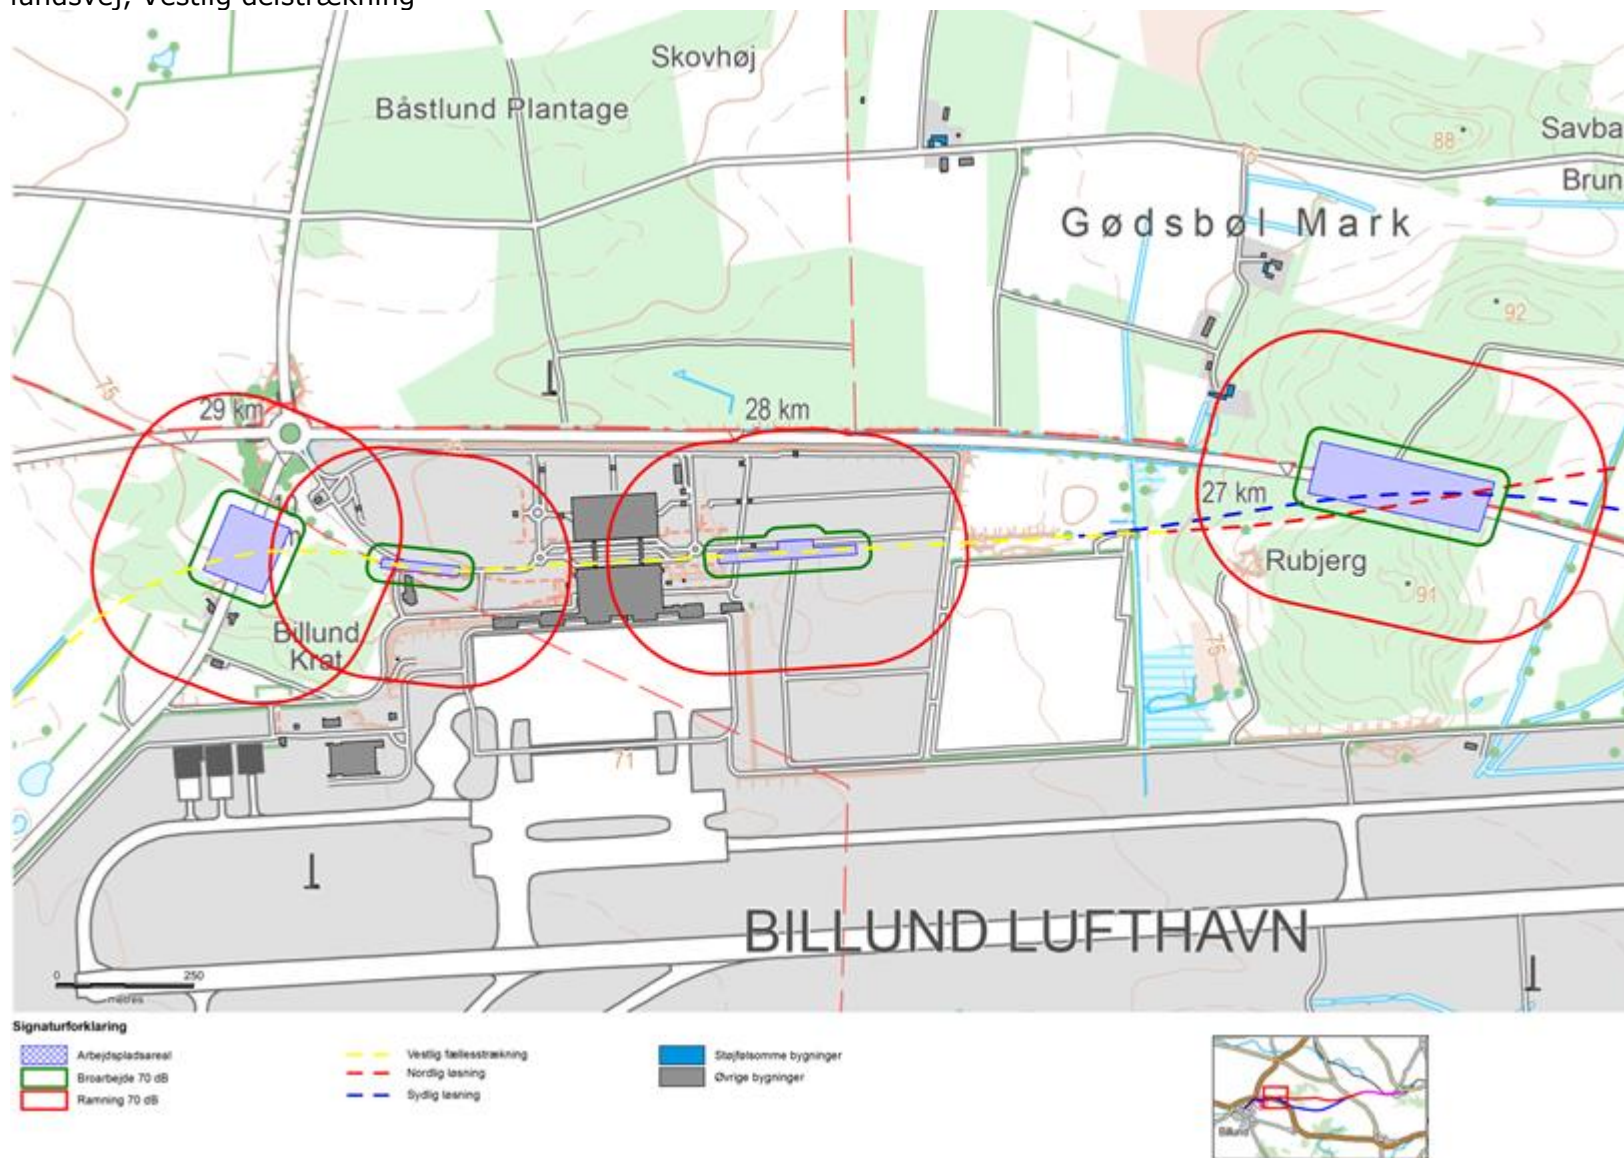 lundsvej, Vestlig delstrækning
Skovhøj
Båstlund Plantage
88
Savba
Brun
Gødsbøl Mark
92
75
29 km
28 km
27 km
Rubjerg
91
Billund
Krat
75
71
BILLUND LUFTHAVN
0
250
metres
Signaturforklaring
Arbejdspladsareal
Broarbejde 70 dB
Ramning 70 dB
Vestlig fællesstrækning
Nordlig løsning
Sydlig løsning
Støjfølsomme bygninger
Øvrige bygninger
Billund